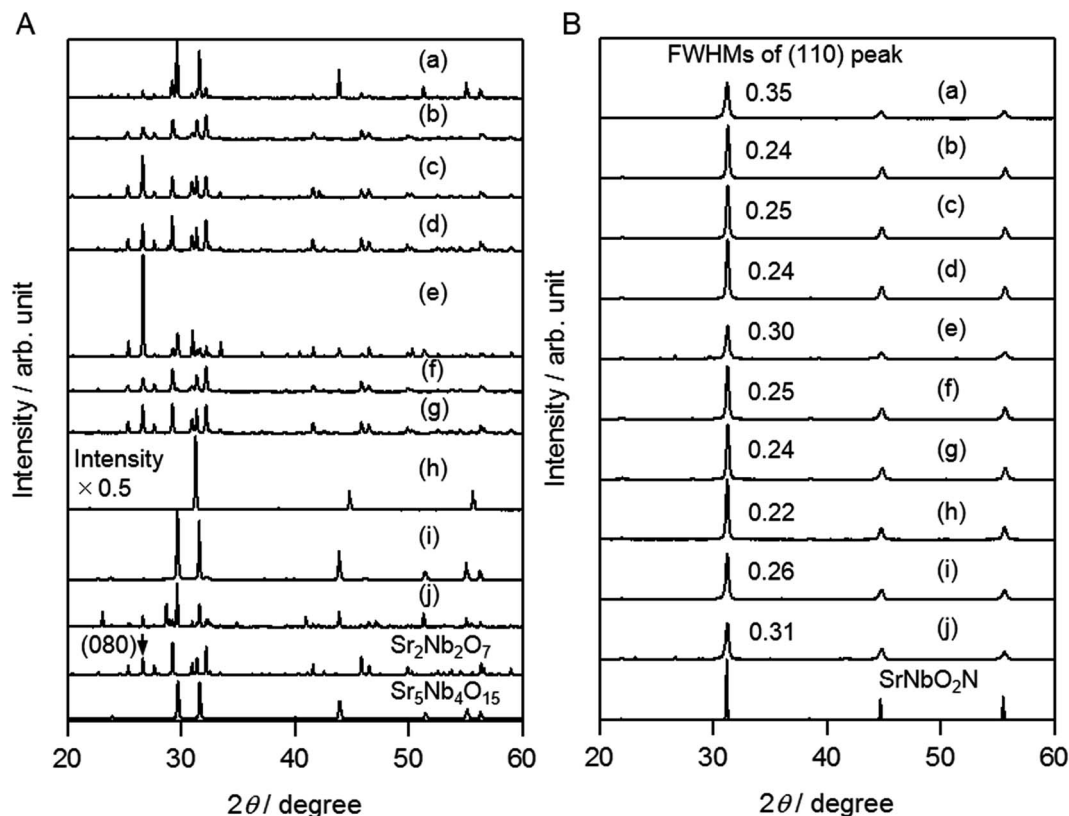 A
(a)
(b)
(c)
(d)
(e)
(f)
(g)
Intensity
× 0.5
(h)
(i)
(j)
(080)
Sr2Nb2O7
Sr5Nb4O15
20
30
40
50
60
2θ / degree
Intensity / arb. unit
B
FWHMs of (110) peak
0.35
(a)
0.24
(b)
0.25
(c)
0.24
(d)
0.30
(e)
0.25
(f)
0.24
(g)
0.22
(h)
0.26
(i)
0.31
(j)
SrNbO2N
20
30
40
50
60
2θ / degree
Intensity / arb. unit